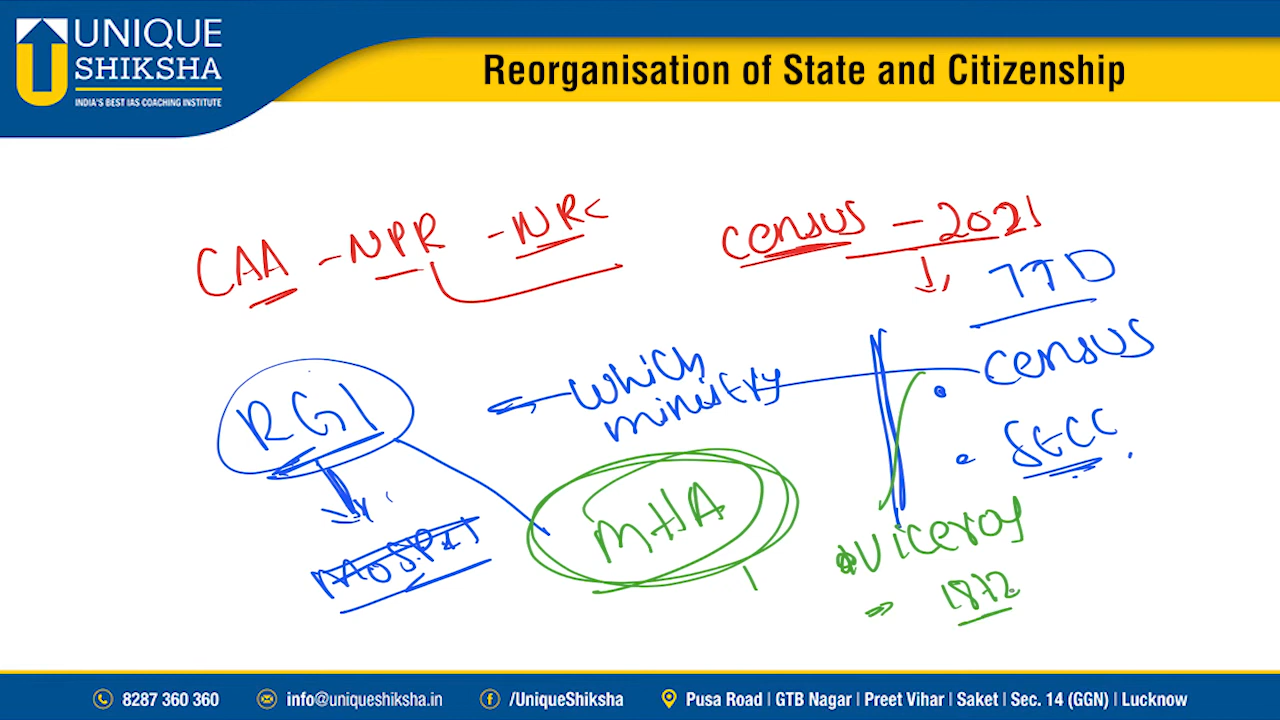 UNIQUE
SHIKSHA
INDIA'S BEST IAS COACHING INSTITUTE
Reorganisation of State and Citizenship
CAA - NPR - NRC
Census - 2021
TTD
RGI
which
ministry
• Census
• SECC
MHA
MOSP&I
Viceroy
⇒ 1872
8287 360 360
info@uniqueshiksha.in
/UniqueShiksha
Pusa Road | GTB Nagar | Preet Vihar | Saket | Sec. 14 (GGN) | Lucknow